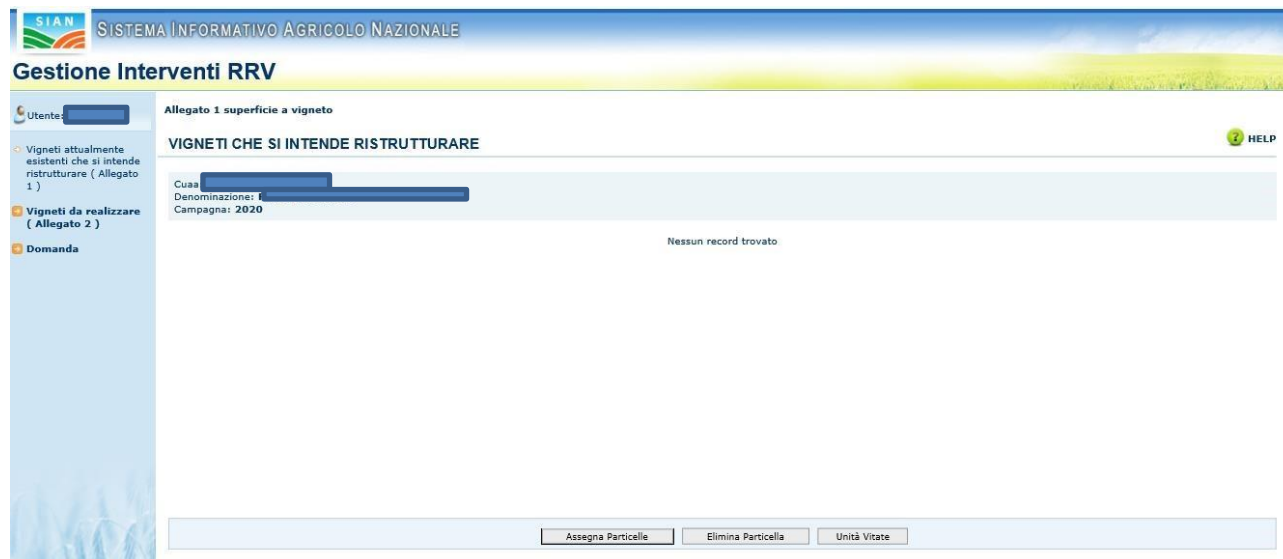 SIAN
SISTEMA INFORMATIVO AGRICOLO NAZIONALE
Gestione Interventi RRV
Utente:
Vigneti attualmente
esistenti che si intende
ristrutturare ( Allegato
1 )
Vigneti da realizzare
( Allegato 2 )
Domanda
Allegato 1 superficie a vigneto
VIGNETI CHE SI INTENDE RISTRUTTURARE
HELP
Cuaa
Denominazione:
Campagna: 2020
Nessun record trovato
Assegna Particelle
Elimina Particella
Unità Vitate